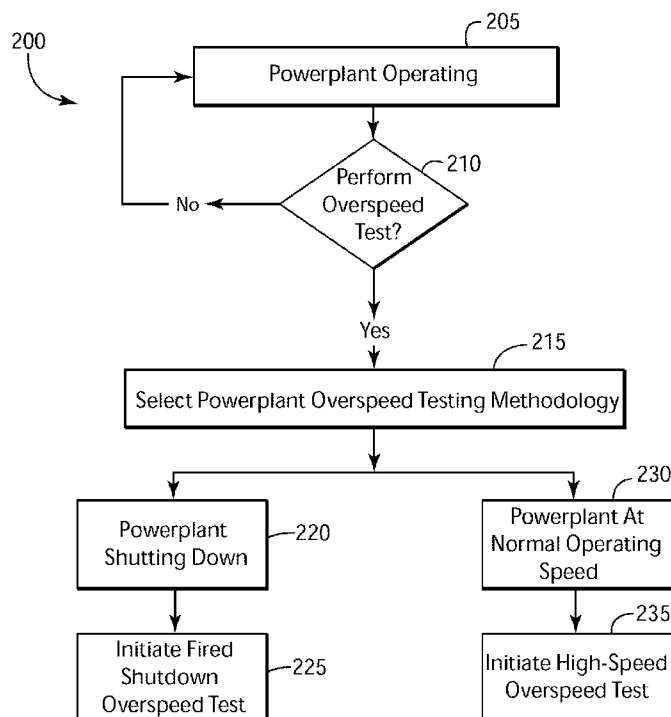 200
205
Powerplant Operating
210
Perform
Overspeed
Test?
No
Yes
215
Select Powerplant Overspeed Testing Methodology
220
Powerplant
Shutting Down
230
Powerplant At
Normal Operating
Speed
225
Initiate Fired
Shutdown
Overspeed Test
235
Initiate High-Speed
Overspeed Test